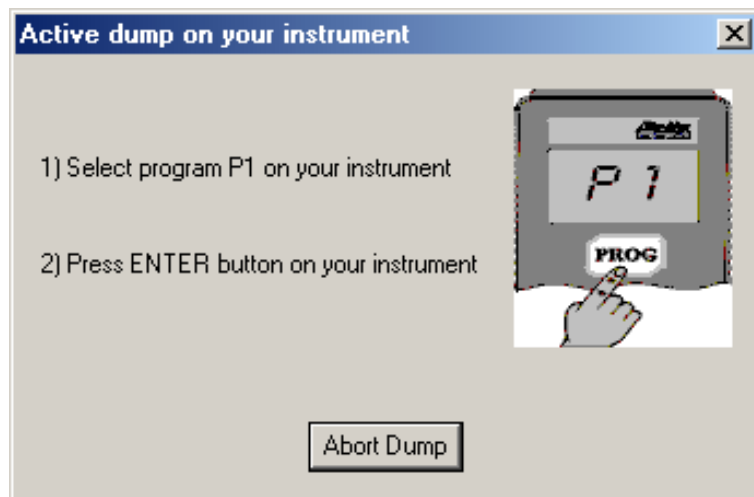 Active dump on your instrument
1) Select program P1 on your instrument
P 1
2) Press ENTER button on your instrument
PROG
Abort Dump